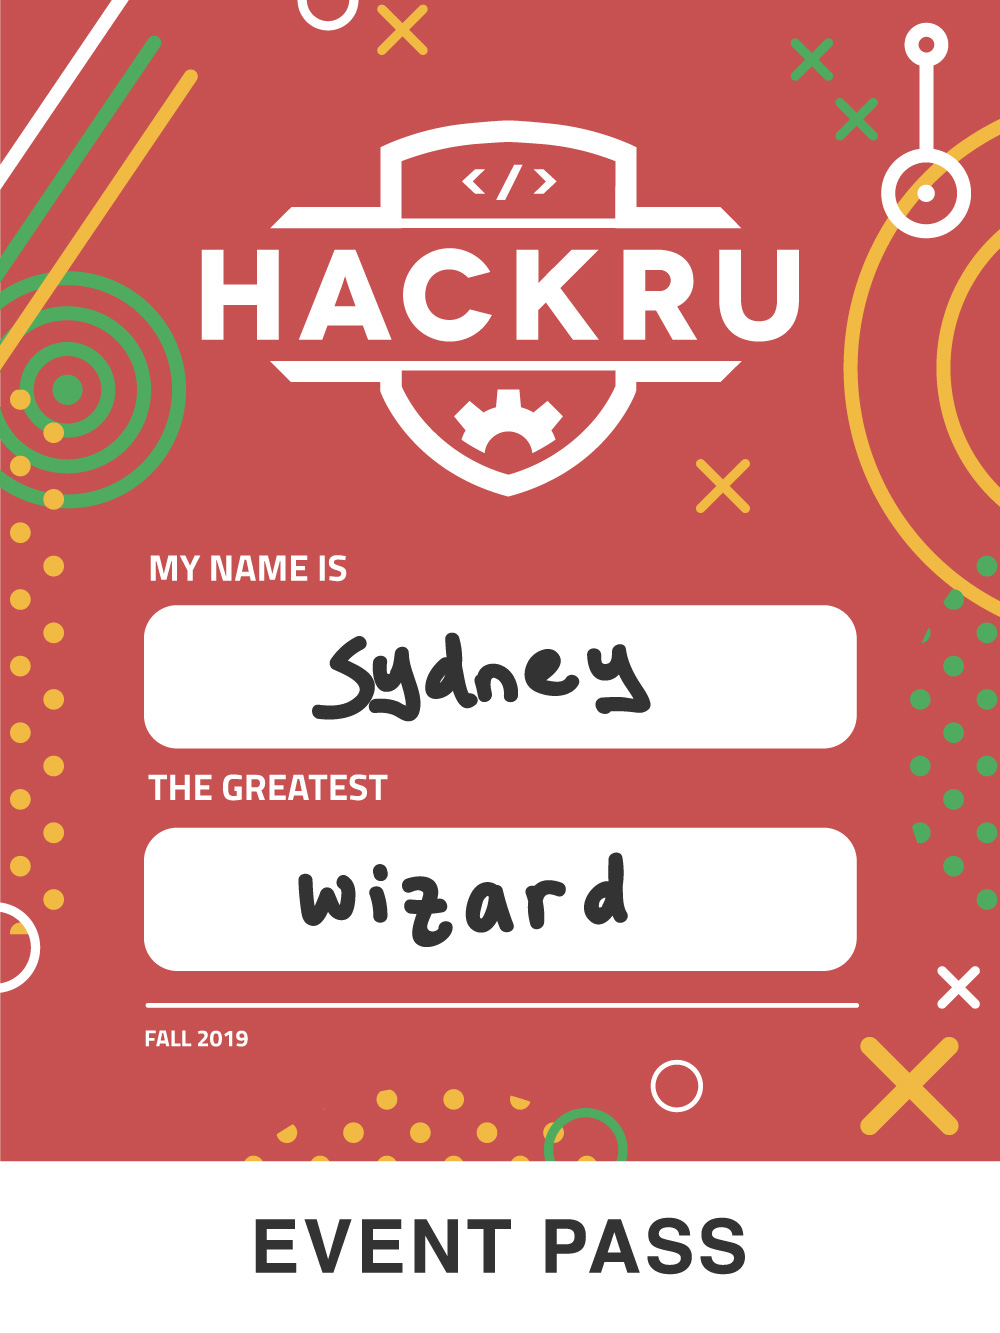 </>
HACKRU
MY NAME IS
Sydney
THE GREATEST
wizard
FALL 2019
EVENT PASS